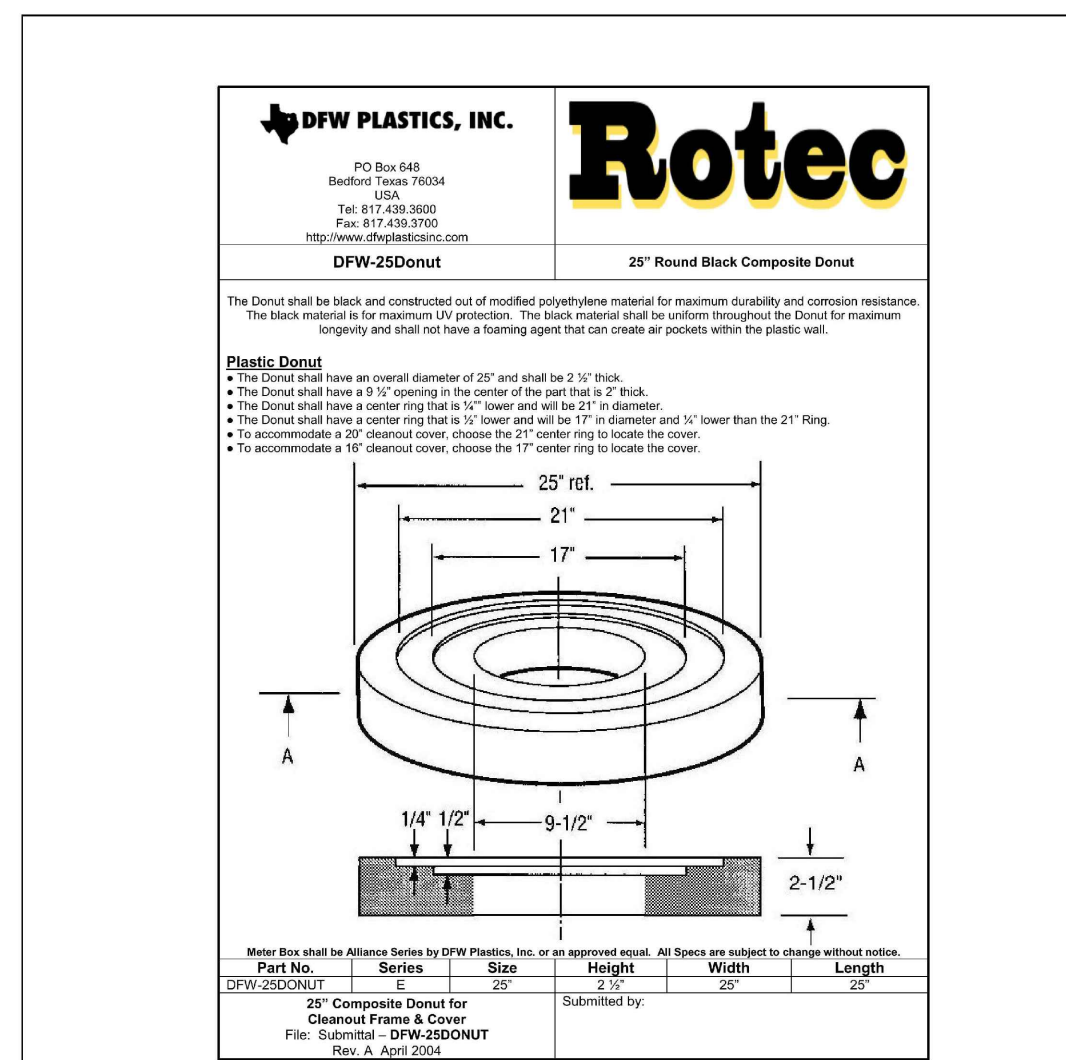 DFW PLASTICS, INC.
PO Box 648
Bedford Texas 76034
USA
Tel: 817.439.3600
Fax: 817.439.3700
http://www.dfwplasticsinc.com
Rotec
DFW-25Donut
25” Round Black Composite Donut
The Donut shall be black and constructed out of modified polyethylene material for maximum durability and corrosion resistance.
The black material is for maximum UV protection. The black material shall be uniform throughout the Donut for maximum
longevity and shall not have a foaming agent that can create air pockets within the plastic wall.
Plastic Donut
● The Donut shall have an overall diameter of 25” and shall be 2 ½” thick.
● The Donut shall have a 9 ½” opening in the center of the part that is 2” thick.
● The Donut shall have a center ring that is ¼”” lower and will be 21” in diameter.
● The Donut shall have a center ring that is ½” lower and will be 17” in diameter and ¼” lower than the 21” Ring.
● To accommodate a 20” cleanout cover, choose the 21” center ring to locate the cover.
● To accommodate a 16” cleanout cover, choose the 17” center ring to locate the cover.
25" ref.
21"
17"
A
A
1/4" 1/2"
9-1/2"
2-1/2"
Meter Box shall be Alliance Series by DFW Plastics, Inc. or an approved equal. All Specs are subject to change without notice.
Part No. Series Size Height Width Length
DFW-25DONUT E 25” 2 ½” 25” 25”
25” Composite Donut for
Cleanout Frame & Cover
File: Submittal – DFW-25DONUT
Rev. A April 2004
Submitted by: